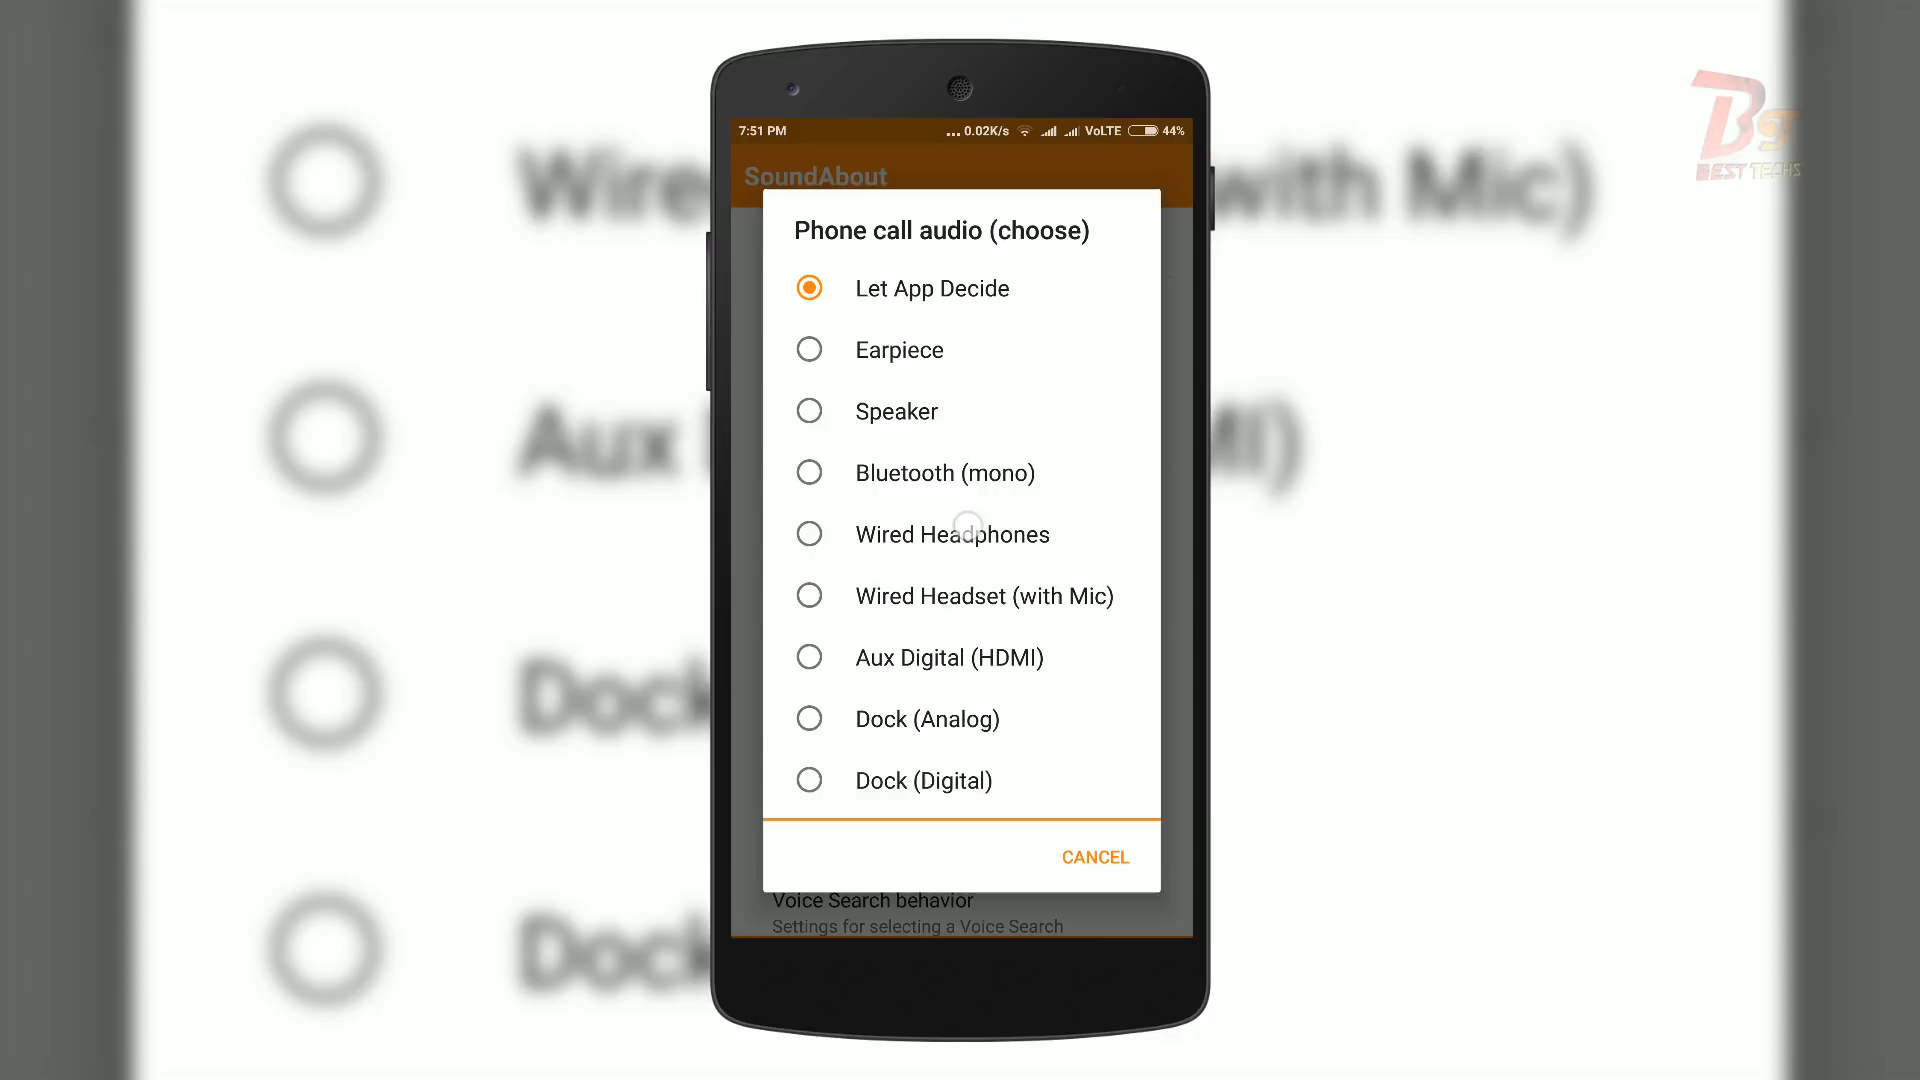 7:51 PM
... 0.02K/s VoLTE 44%
SoundAbout
Phone call audio (choose)
Let App Decide
Earpiece
Speaker
Bluetooth (mono)
Wired Headphones
Wired Headset (with Mic)
Aux Digital (HDMI)
Dock (Analog)
Dock (Digital)
CANCEL
Voice Search behavior
Settings for selecting a Voice Search
BEST TECHS
Wire with Mic)
Aux MI)
Dock
Dock